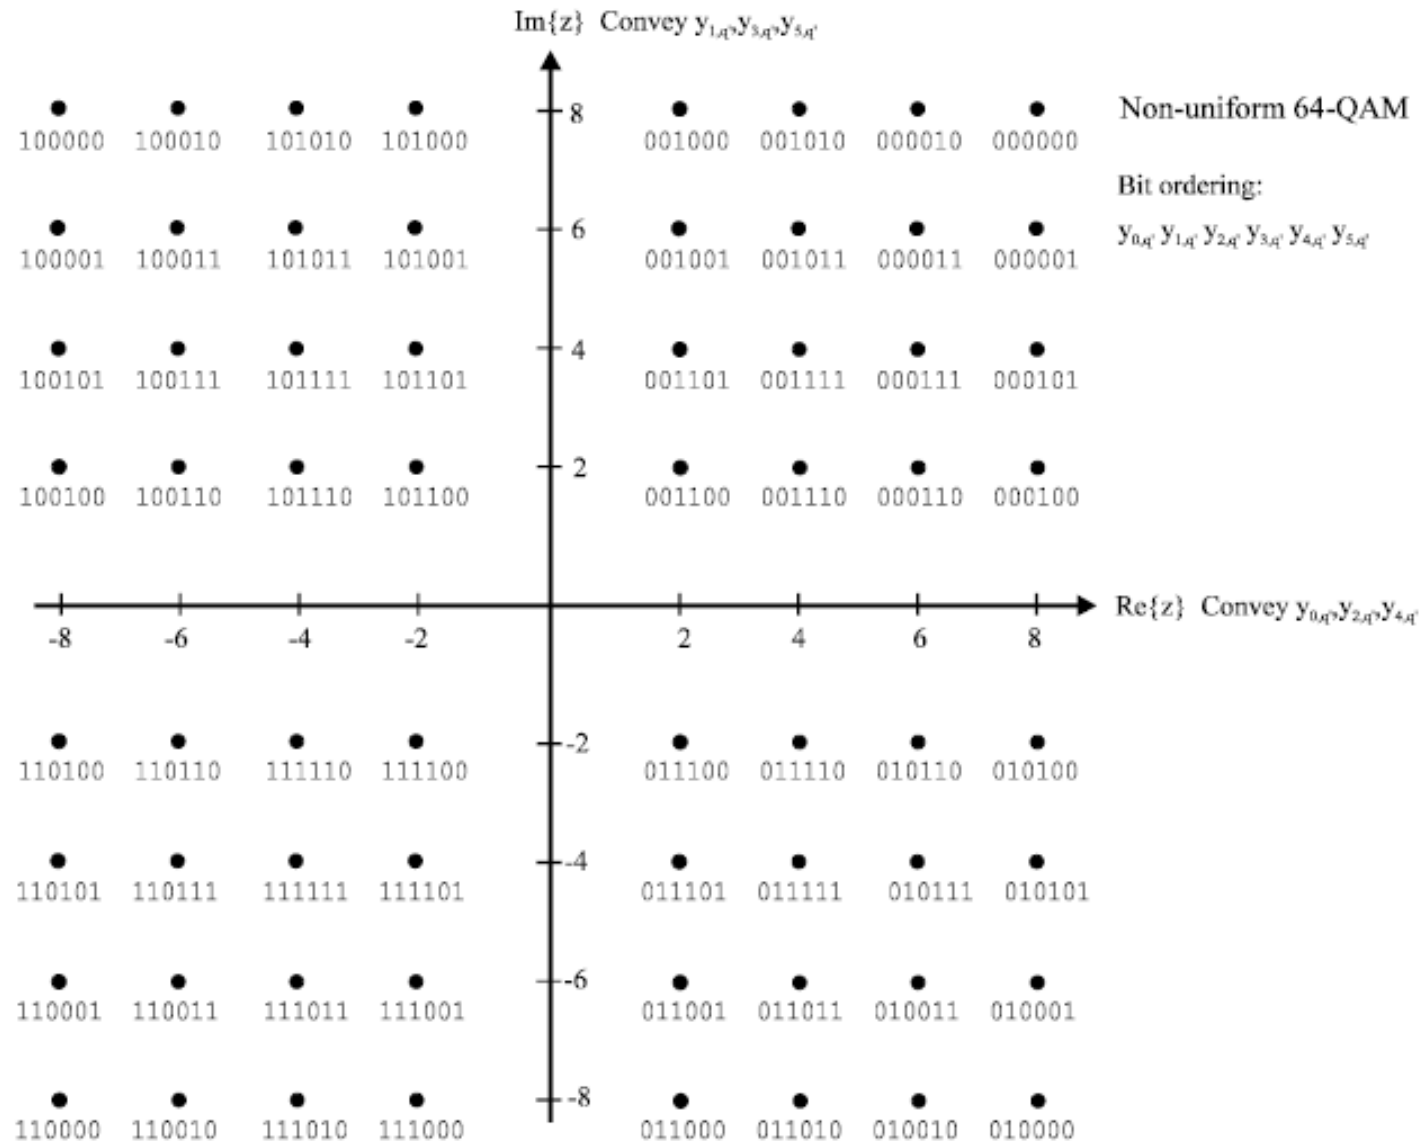 Im{z} Convey y1,q',y3,q',y5,q'
8
Non-uniform 64-QAM
100000 100010 101010 101000 001000 001010 000010 000000
Bit ordering:
6
y0,q' y1,q' y2,q' y3,q' y4,q' y5,q'
100001 100011 101011 101001 001001 001011 000011 000001
4
100101 100111 101111 101101 001101 001111 000111 000101
2
100100 100110 101110 101100 001100 001110 000110 000100
Re{z} Convey y0,q',y2,q',y4,q'
-8 -6 -4 -2 2 4 6 8
-2
110100 110110 111110 111100 011100 011110 010110 010100
-4
110101 110111 111111 111101 011101 011111 010111 010101
-6
110001 110011 111011 111001 011001 011011 010011 010001
-8
110000 110010 111010 111000 011000 011010 010010 010000